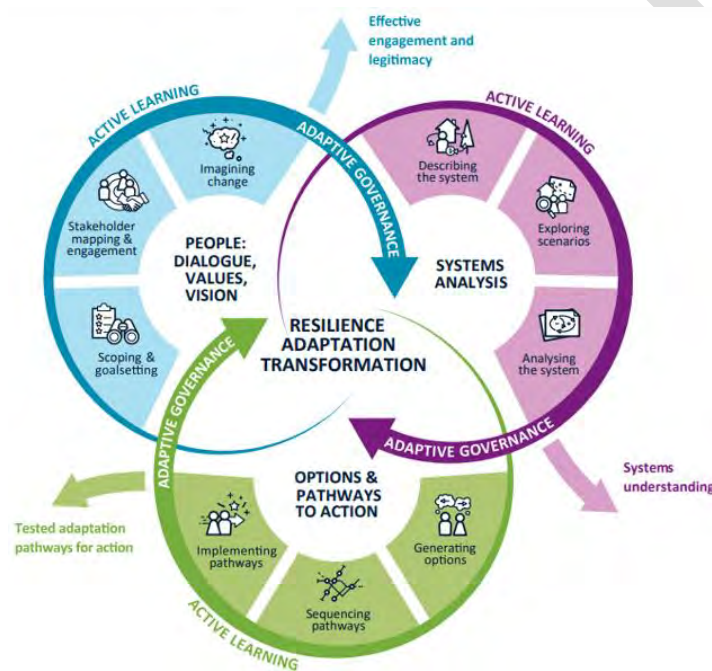 Effective
engagement and
legitimacy
ACTIVE LEARNING
ADAPTIVE GOVERNANCE
Imagining
change
Stakeholder
mapping &
engagement
Scoping &
goalsetting
PEOPLE:
DIALOGUE,
VALUES,
VISION
ACTIVE LEARNING
Describing
the system
Exploring
scenarios
Analysing
the system
SYSTEMS
ANALYSIS
RESILIENCE
ADAPTATION
TRANSFORMATION
ADAPTIVE GOVERNANCE
Systems
understanding
ADAPTIVE GOVERNANCE
OPTIONS &
PATHWAYS
TO ACTION
Generating
options
Sequencing
pathways
Implementing
pathways
ACTIVE LEARNING
Tested adaptation
pathways for action